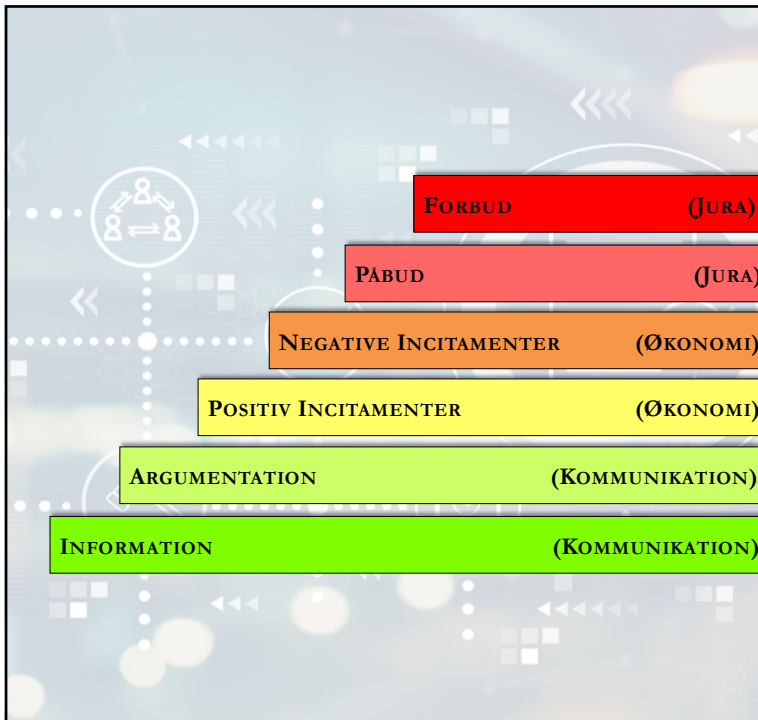 Forbud (Jura)
Påbud (Jura)
Negative Incitamenter (Økonomi)
Positiv Incitamenter (Økonomi)
Argumentation (Kommunikation)
Information (Kommunikation)